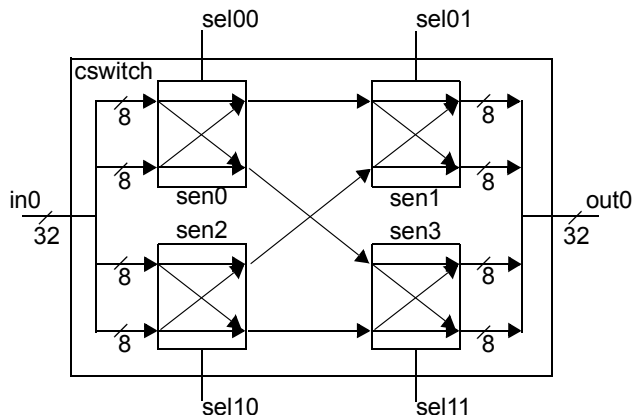 sel00
sel01
cswitch
8
8
8
8
sen0
sen1
in0
out0
32
32
sen2
sen3
8
8
8
8
sel10
sel11